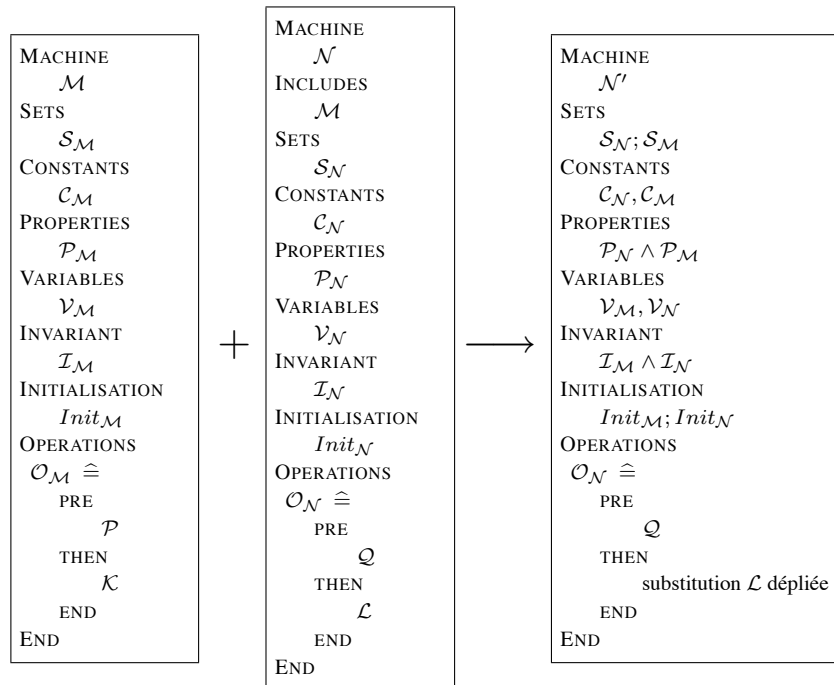 MACHINE
ℳ
SETS
𝒮_ℳ
CONSTANTS
𝒞_ℳ
PROPERTIES
𝒫_ℳ
VARIABLES
𝒱_ℳ
INVARIANT
ℐ_ℳ
INITIALISATION
Init_ℳ
OPERATIONS
𝒪_ℳ ≙
PRE
𝒫
THEN
𝒦
END
END
+
MACHINE
𝒩
INCLUDES
ℳ
SETS
𝒮_𝒩
CONSTANTS
𝒞_𝒩
PROPERTIES
𝒫_𝒩
VARIABLES
𝒱_𝒩
INVARIANT
ℐ_𝒩
INITIALISATION
Init_𝒩
OPERATIONS
𝒪_𝒩 ≙
PRE
𝒬
THEN
ℒ
END
END
⟶
MACHINE
𝒩′
SETS
𝒮_𝒩; 𝒮_ℳ
CONSTANTS
𝒞_𝒩, 𝒞_ℳ
PROPERTIES
𝒫_𝒩 ∧ 𝒫_ℳ
VARIABLES
𝒱_ℳ, 𝒱_𝒩
INVARIANT
ℐ_ℳ ∧ ℐ_𝒩
INITIALISATION
Init_ℳ; Init_𝒩
OPERATIONS
𝒪_𝒩 ≙
PRE
𝒬
THEN
substitution ℒ dépliée
END
END